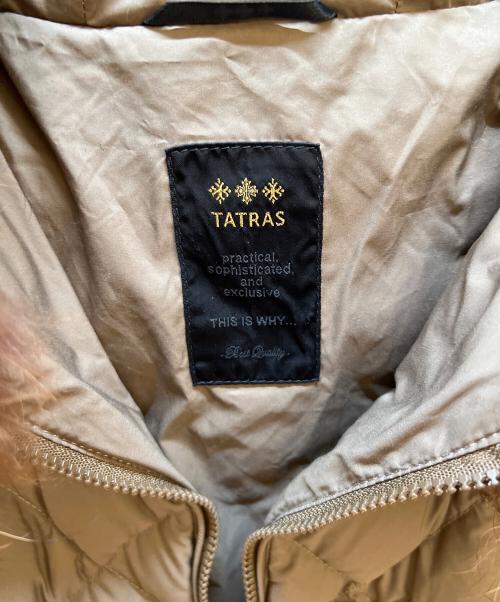 TATRAS
practical,
sophisticated,
and
exclusive
THIS IS WHY...
- Best Quality -